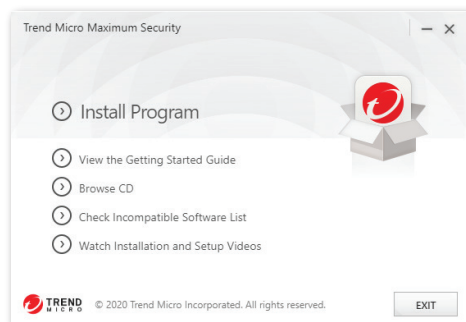 Trend Micro Maximum Security
Install Program
View the Getting Started Guide
Browse CD
Check Incompatible Software List
Watch Installation and Setup Videos
TREND
MICRO
© 2020 Trend Micro Incorporated. All rights reserved.
EXIT